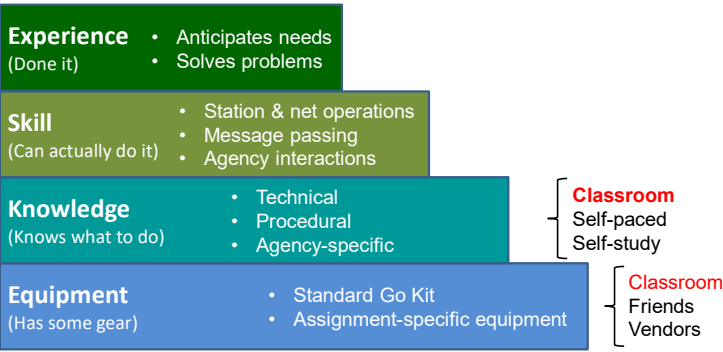 Experience
(Done it)
• Anticipates needs
• Solves problems
Skill
(Can actually do it)
• Station & net operations
• Message passing
• Agency interactions
Knowledge
(Knows what to do)
• Technical
• Procedural
• Agency-specific
Classroom
Self-paced
Self-study
Equipment
(Has some gear)
• Standard Go Kit
• Assignment-specific equipment
Classroom
Friends
Vendors